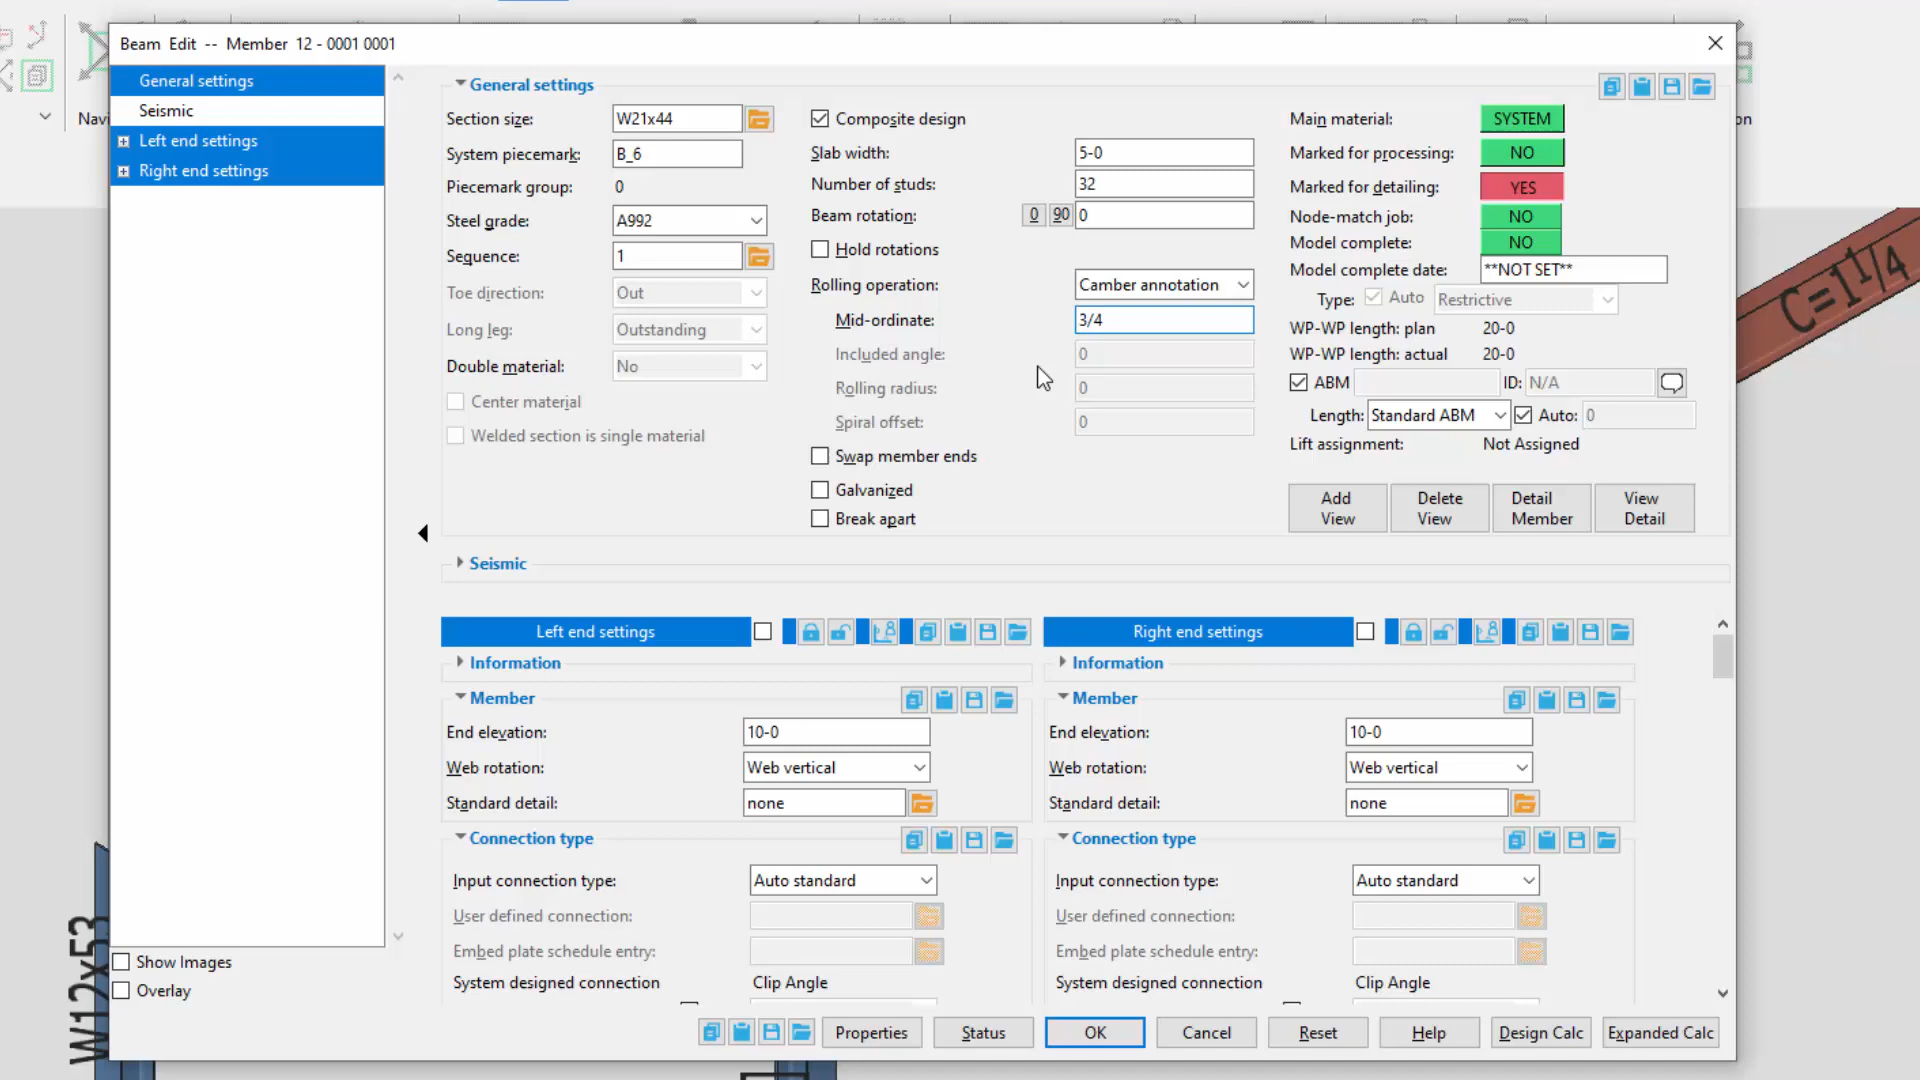 Beam Edit -- Member 12 - 0001 0001
Navi
on
General settings
Seismic
Left end settings
Right end settings
Show Images
Overlay
General settings
Section size: W21x44
System piecemark: B_6
Piecemark group: 0
Steel grade: A992
Sequence: 1
Toe direction: Out
Long leg: Outstanding
Double material: No
Center material
Welded section is single material
Composite design
Slab width: 5-0
Number of studs: 32
Beam rotation: 0 90 0
Hold rotations
Rolling operation: Camber annotation
Mid-ordinate: 3/4
Included angle: 0
Rolling radius: 0
Spiral offset: 0
Swap member ends
Galvanized
Break apart
Main material: SYSTEM
Marked for processing: NO
Marked for detailing: YES
Node-match job: NO
Model complete: NO
Model complete date: **NOT SET**
Type: Auto Restrictive
WP-WP length: plan 20-0
WP-WP length: actual 20-0
ABM ID: N/A
Length: Standard ABM Auto: 0
Lift assignment: Not Assigned
Add View
Delete View
Detail Member
View Detail
Seismic
Left end settings
Information
Member
End elevation: 10-0
Web rotation: Web vertical
Standard detail: none
Connection type
Input connection type: Auto standard
User defined connection:
Embed plate schedule entry:
System designed connection Clip Angle
Right end settings
Information
Member
End elevation: 10-0
Web rotation: Web vertical
Standard detail: none
Connection type
Input connection type: Auto standard
User defined connection:
Embed plate schedule entry:
System designed connection Clip Angle
Properties
Status
OK
Cancel
Reset
Help
Design Calc
Expanded Calc
W12x53
C=1 1/4